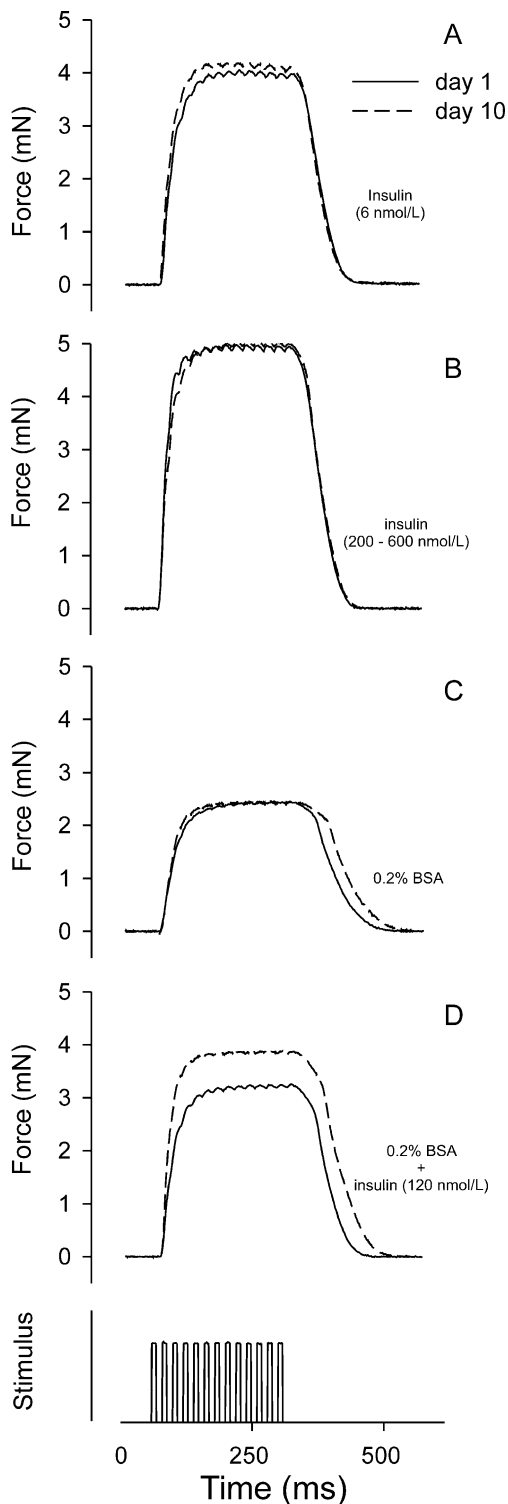 A
5
4
3
2
1
0
Force (mN)
day 1
day 10
Insulin
(6 nmol/L)
B
5
4
3
2
1
0
Force (mN)
insulin
(200 - 600 nmol/L)
C
5
4
3
2
1
0
Force (mN)
0.2% BSA
D
5
4
3
2
1
0
Force (mN)
0.2% BSA
+
insulin (120 nmol/L)
Stimulus
0 250 500
Time (ms)